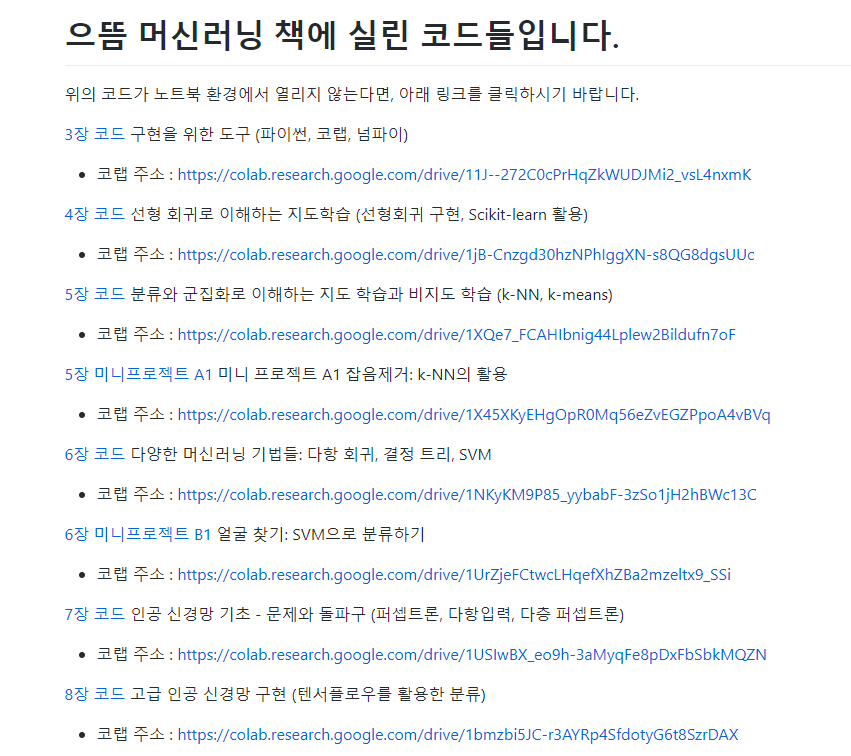 으뜸 머신러닝 책에 실린 코드들입니다.
위의 코드가 노트북 환경에서 열리지 않는다면, 아래 링크를 클릭하시기 바랍니다.
3장 코드 구현을 위한 도구 (파이썬, 코랩, 넘파이)
• 코랩 주소 : https://colab.research.google.com/drive/11J--272C0cPrHqZkWUDJMi2_vsL4nxmK
4장 코드 선형 회귀로 이해하는 지도학습 (선형회귀 구현, Scikit-learn 활용)
• 코랩 주소 : https://colab.research.google.com/drive/1jB-Cnzgd30hzNPhIggXN-s8QG8dgsUUc
5장 코드 분류와 군집화로 이해하는 지도 학습과 비지도 학습 (k-NN, k-means)
• 코랩 주소 : https://colab.research.google.com/drive/1XQe7_FCAHIbnig44Lplew2Bildufn7oF
5장 미니프로젝트 A1 미니 프로젝트 A1 잡음제거: k-NN의 활용
• 코랩 주소 : https://colab.research.google.com/drive/1X45XKyEHgOpR0Mq56eZvEGZPpoA4vBVq
6장 코드 다양한 머신러닝 기법들: 다항 회귀, 결정 트리, SVM
• 코랩 주소 : https://colab.research.google.com/drive/1NKyKM9P85_yybabF-3zSo1jH2hBWc13C
6장 미니프로젝트 B1 얼굴 찾기: SVM으로 분류하기
• 코랩 주소 : https://colab.research.google.com/drive/1UrZjeFCtwcLHqefXhZBa2mzeltx9_SSi
7장 코드 인공 신경망 기초 - 문제와 돌파구 (퍼셉트론, 다항입력, 다층 퍼셉트론)
• 코랩 주소 : https://colab.research.google.com/drive/1USIwBX_eo9h-3aMyqFe8pDxFbSbkMQZN
8장 코드 고급 인공 신경망 구현 (텐서플로우를 활용한 분류)
• 코랩 주소 : https://colab.research.google.com/drive/1bmzbi5JC-r3AYRp4SfdotyG6t8SzrDAX